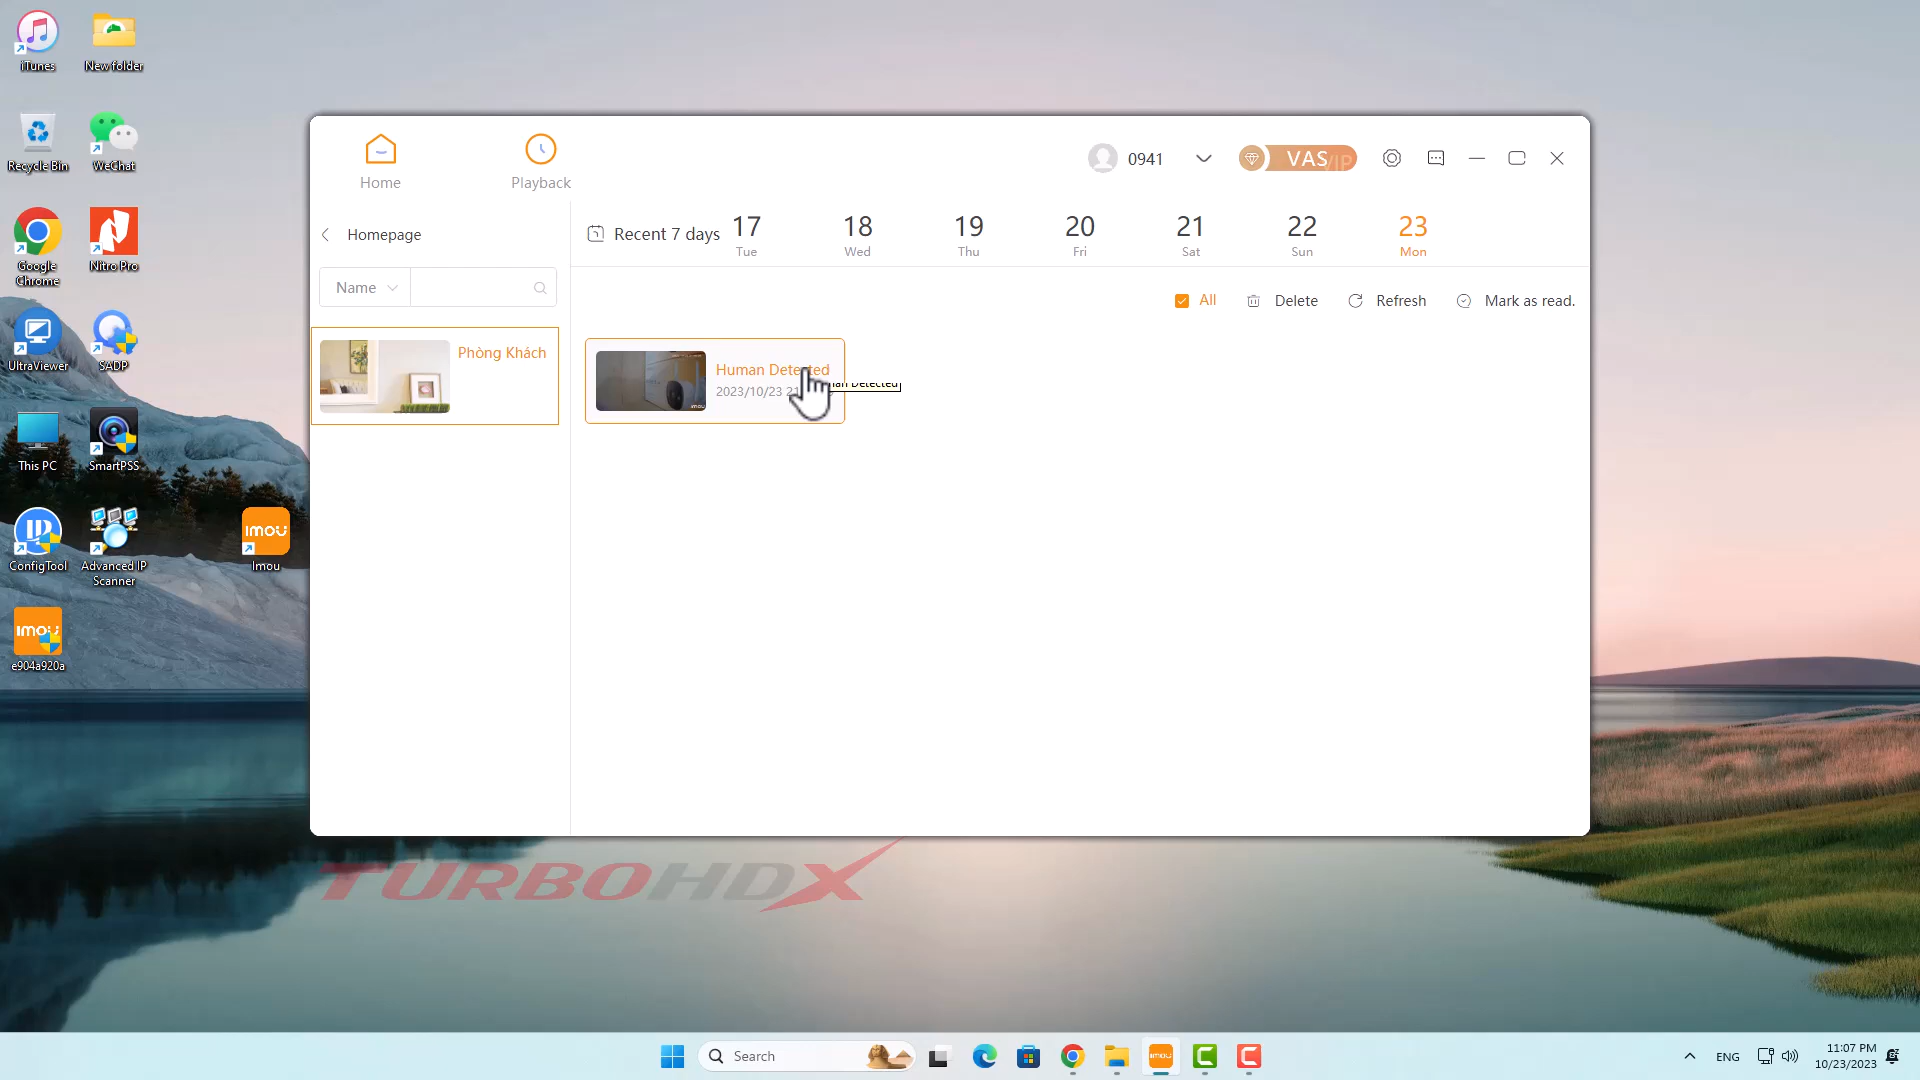 iTunes
New folder
Recycle Bin
WeChat
Google Chrome
Nitro Pro
UltraViewer
SADP
This PC
SmartPSS
ConfigTool
Advanced IP Scanner
imou
Imou
imou
e904a920a
Home
Playback
0941
VAS
VIP
Homepage
Name
Phòng Khách
Recent 7 days
17 18 19 20 21 22 23
Tue Wed Thu Fri Sat Sun Mon
All Delete Refresh Mark as read.
Human Detected
2023/10/23
Detected
TURBOHDX
Search
imou
ENG
11:07 PM
10/23/2023